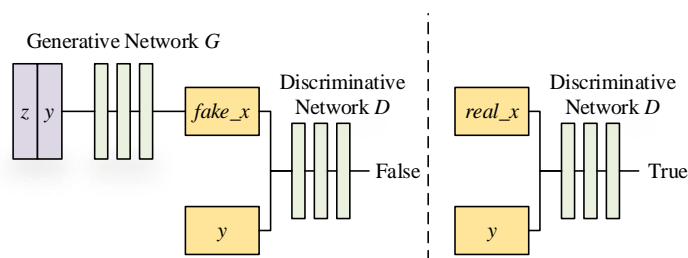 Generative Network G
z y
fake_x
Discriminative
Network D
False
y
Discriminative
Network D
real_x
True
y